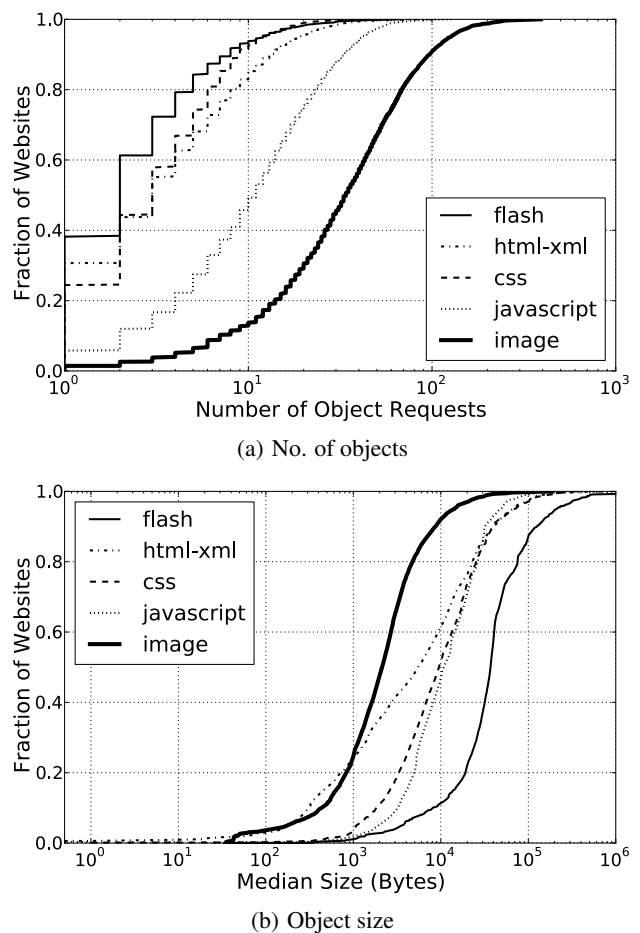 1.0
0.8
0.6
0.4
0.2
0.0
Fraction of Websites
flash
html-xml
css
javascript
image
10^0
10^1
10^2
10^3
Number of Object Requests
(a) No. of objects
1.0
0.8
0.6
0.4
0.2
0.0
Fraction of Websites
flash
html-xml
css
javascript
image
10^0
10^1
10^2
10^3
10^4
10^5
10^6
Median Size (Bytes)
(b) Object size